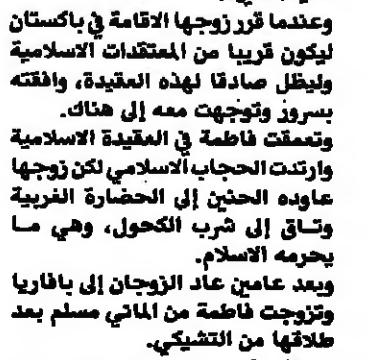 وعندما قرر زوجها الاقامة في باكستان
ليكون قريبا من المعتقدات الاسلامية
وليظل صادقا لهذه العقيدة، وافقته
بسرور وتوجهت معه إلى هناك.
وتعمقت فاطمة في العقيدة الاسلامية
وارتدت الحجاب الاسلامي لكن زوجها
عاوده الحنين إلى الحضارة الغربية
وتاق إلى شرب الكحول، وهي ما
يحرمه الاسلام.
وبعد عامين عاد الزوجان إلى بافاريا
وتزوجت فاطمة من الماني مسلم بعد
طلاقها من التشيكي.